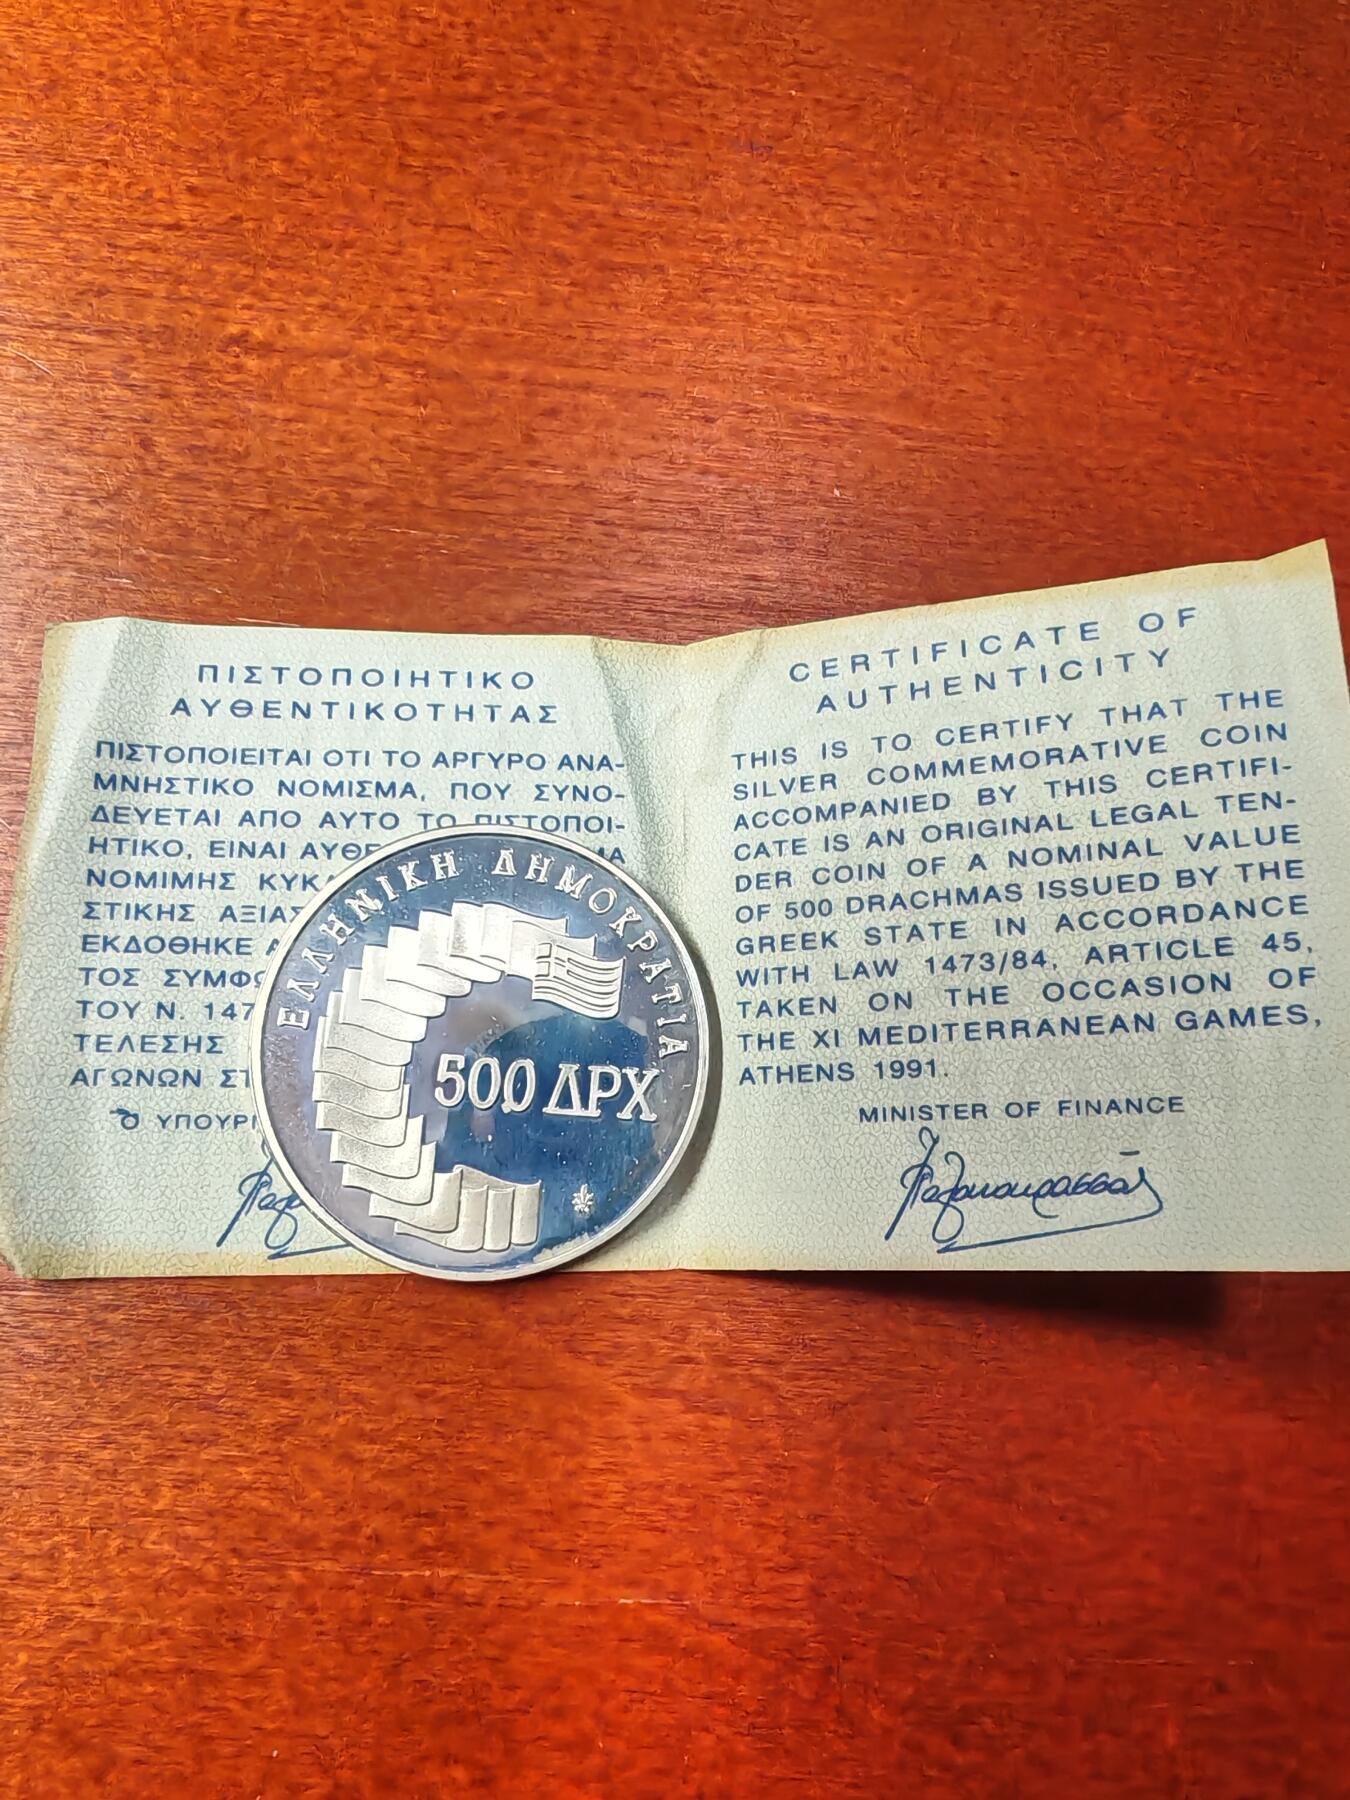 ΠΙΣΤΟΠΟΙΗΤΙΚΟ
ΑΥΘΕΝΤΙΚΟΤΗΤΑΣ
ΠΙΣΤΟΠΟΙΕΙΤΑΙ ΟΤΙ ΤΟ ΑΡΓΥΡΟ ΑΝΑ-
ΜΝΗΣΤΙΚΟ ΝΟΜΙΣΜΑ, ΠΟΥ ΣΥΝΟ-
ΔΕΥΕΤΑΙ ΑΠΟ ΑΥΤΟ ΤΟ ΠΙΣΤΟΠΟΙ-
ΗΤΙΚΟ, ΕΙΝΑΙ
ΝΟΜΙΜΗΣ
ΣΤΙΚΗΣ ΑΞΙΑΣ
ΕΚΔΟΘΗΚΕ
ΤΟΣ
ΤΟΥ Ν.
ΤΕΛΕΣΗΣ
ΑΓΩΝΩΝ
Ο
ΕΛΛΗΝΙΚΗ ΔΗΜΟΚΡΑΤΙΑ
500 ΔΡΧ
CERTIFICATE OF
AUTHENTICITY
THIS IS TO CERTIFY THAT THE
SILVER COMMEMORATIVE COIN
ACCOMPANIED BY THIS CERTIFI-
CATE IS AN ORIGINAL LEGAL TEN-
DER COIN OF A NOMINAL VALUE
OF 500 DRACHMAS ISSUED BY THE
GREEK STATE IN ACCORDANCE
WITH LAW 1473/84, ARTICLE 45,
TAKEN ON THE OCCASION OF
THE XI MEDITERRANEAN GAMES,
ATHENS 1991.
MINISTER OF FINANCE